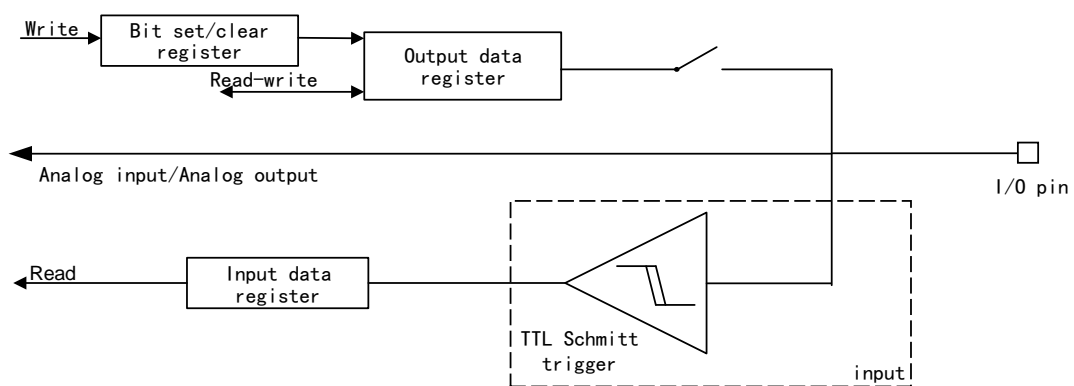 Write
Bit set/clear
register
Output data
register
Read-write
Analog input/Analog output
I/O pin
Read
Input data
register
TTL Schmitt
trigger
input